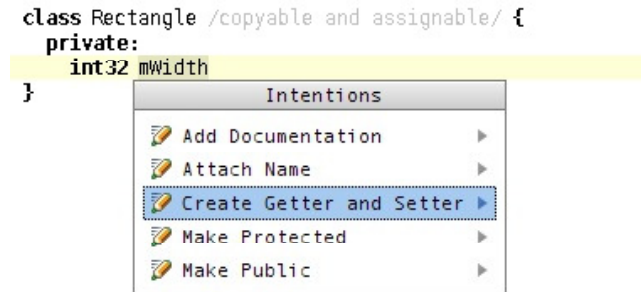 class Rectangle /copyable and assignable/ {
private:
int32 mWidth
}
Intentions
Add Documentation
Attach Name
Create Getter and Setter
Make Protected
Make Public